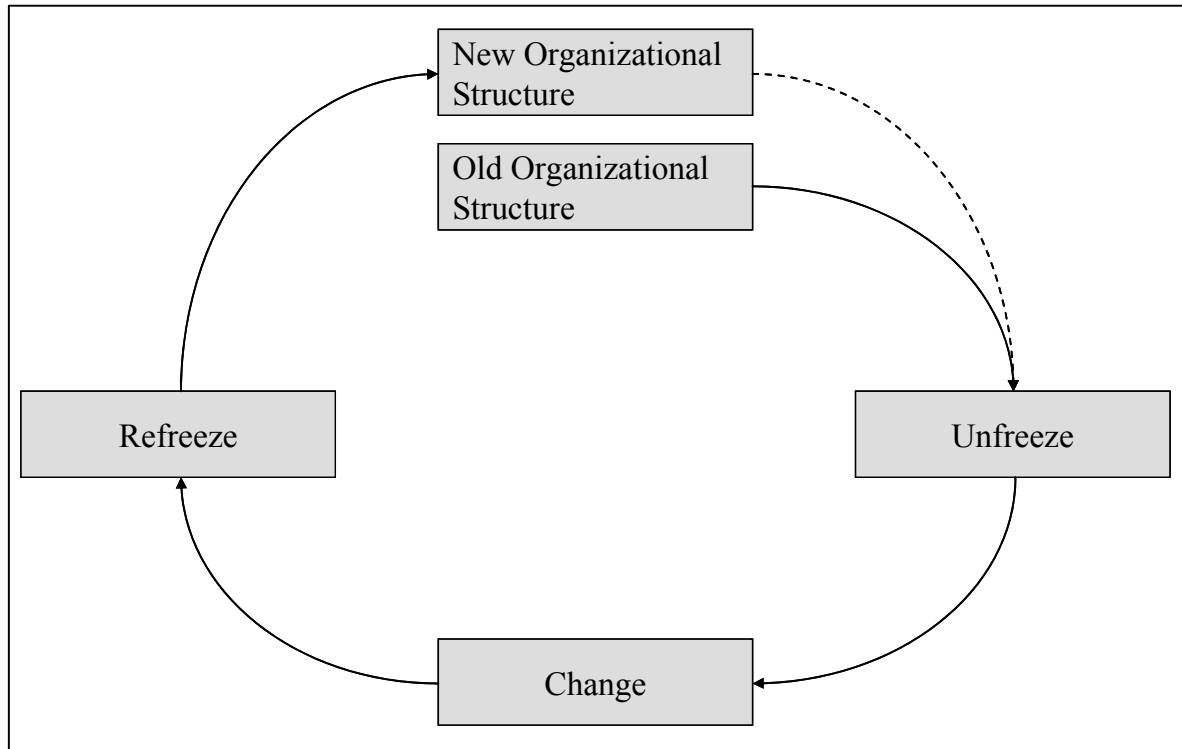 New Organizational
Structure
Old Organizational
Structure
Refreeze
Unfreeze
Change